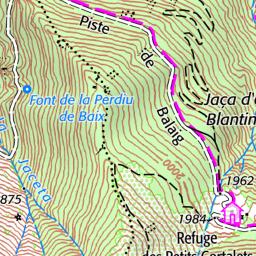 Piste
de
Balaig
Font de la Perdiu
de Baix
Jaça d'
Blantin
la
Jaceta
2000
1962
875
1984
Refuge
des Petits Cortalets